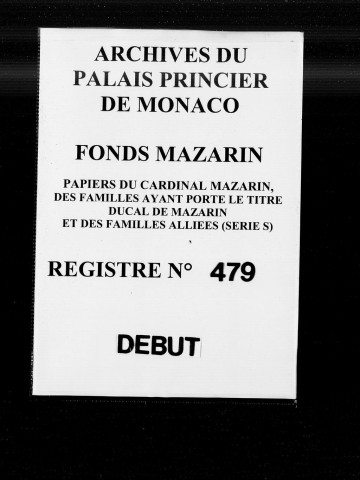 ARCHIVES DU
PALAIS PRINCIER
DE MONACO
FONDS MAZARIN
PAPIERS DU CARDINAL MAZARIN,
DES FAMILLES AYANT PORTE LE TITRE
DUCAL DE MAZARIN
ET DES FAMILLES ALLIEES (SERIE S)
REGISTRE N° 479
DEBUT